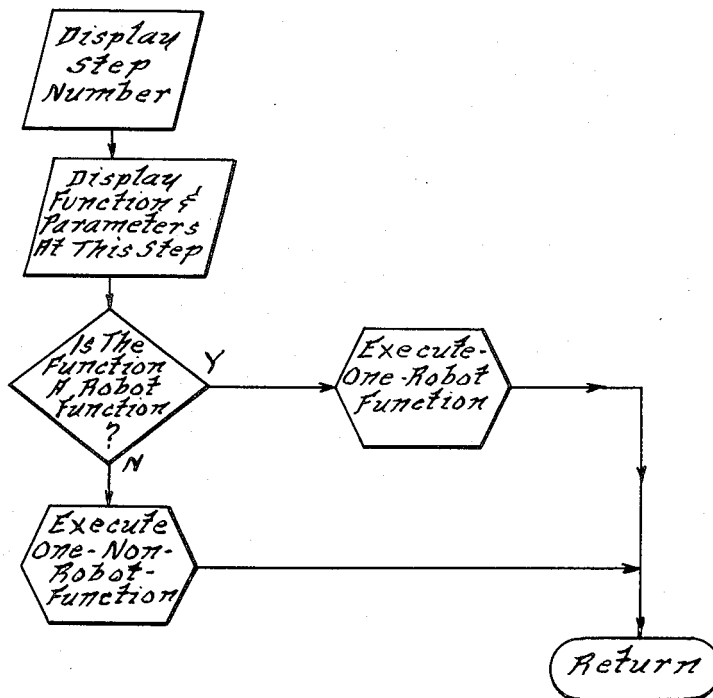 Display
Step
Number
Display
Function &
Parameters
At This Step
Is The
Function
A Robot
Function
?
Y
N
Execute-
One-Robot
Function
Execute
One-Non-
Robot-
Function
Return